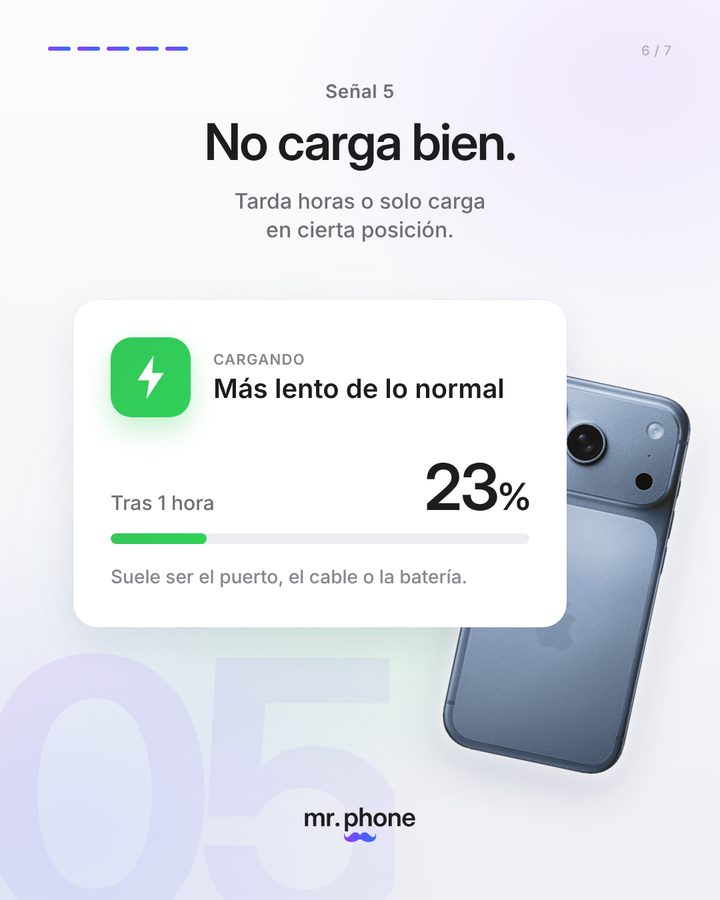 6 / 7
Señal 5
No carga bien.
Tarda horas o solo carga
en cierta posición.
CARGANDO
Más lento de lo normal
Tras 1 hora
23%
Suele ser el puerto, el cable o la batería.
05
mr.phone